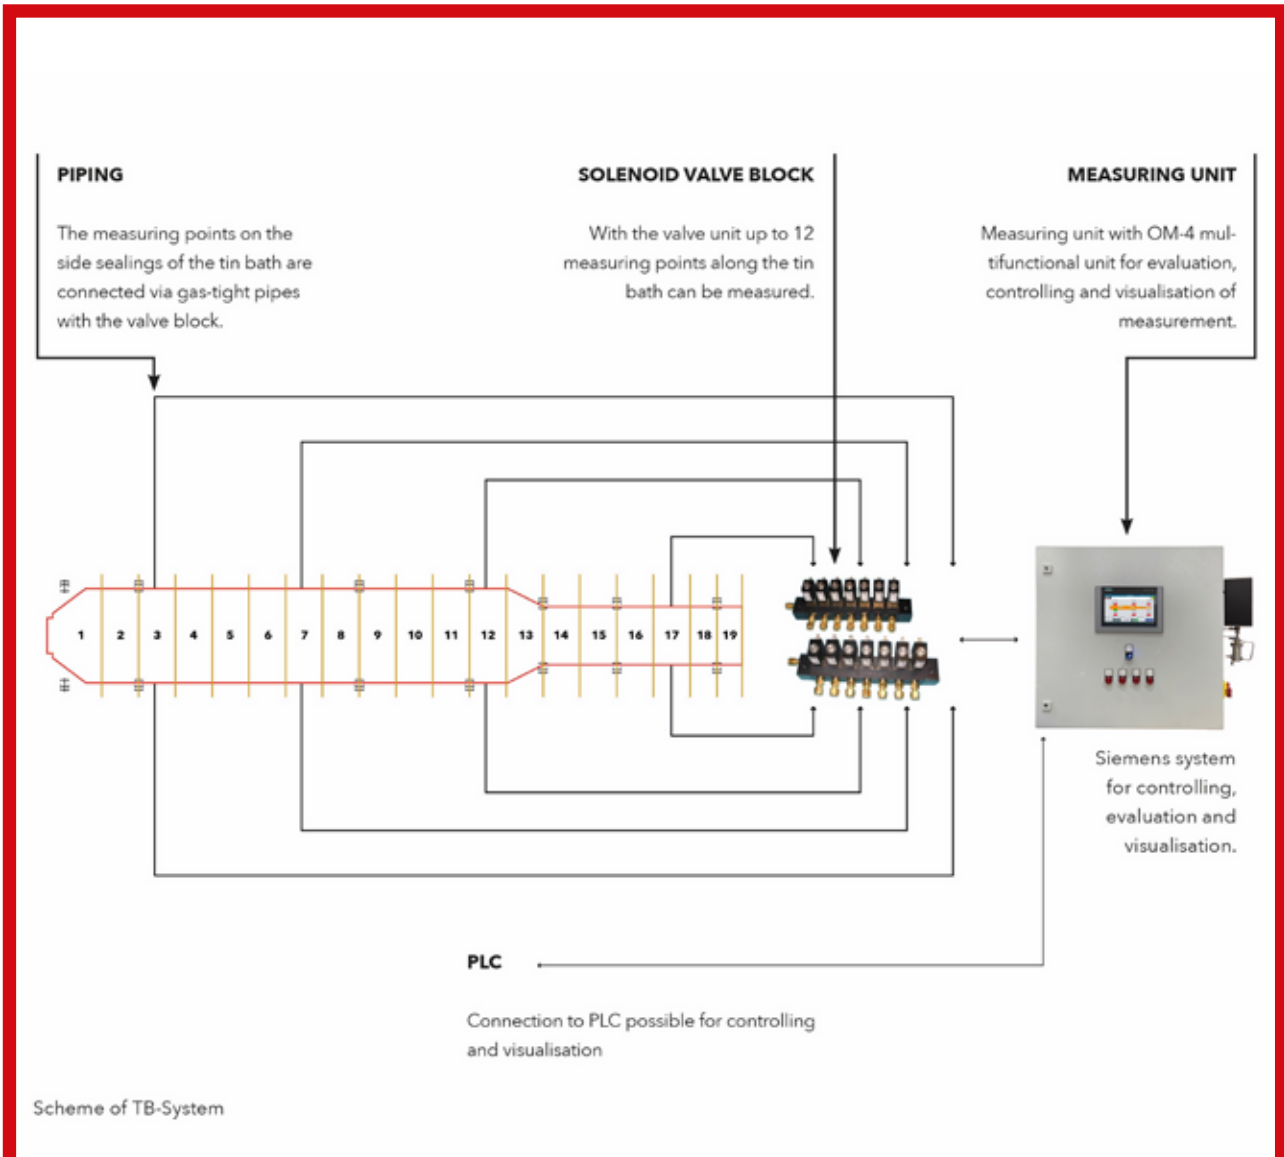 PIPING
The measuring points on the
side sealings of the tin bath are
connected via gas-tight pipes
with the valve block.
SOLENOID VALVE BLOCK
With the valve unit up to 12
measuring points along the tin
bath can be measured.
MEASURING UNIT
Measuring unit with OM-4 mul-
tifunctional unit for evaluation,
controlling and visualisation of
measurement.
1 2 3 4 5 6 7 8 9 10 11 12 13 14 15 16 17 18 19
Siemens system
for controlling,
evaluation and
visualisation.
PLC
Connection to PLC possible for controlling
and visualisation
Scheme of TB-System